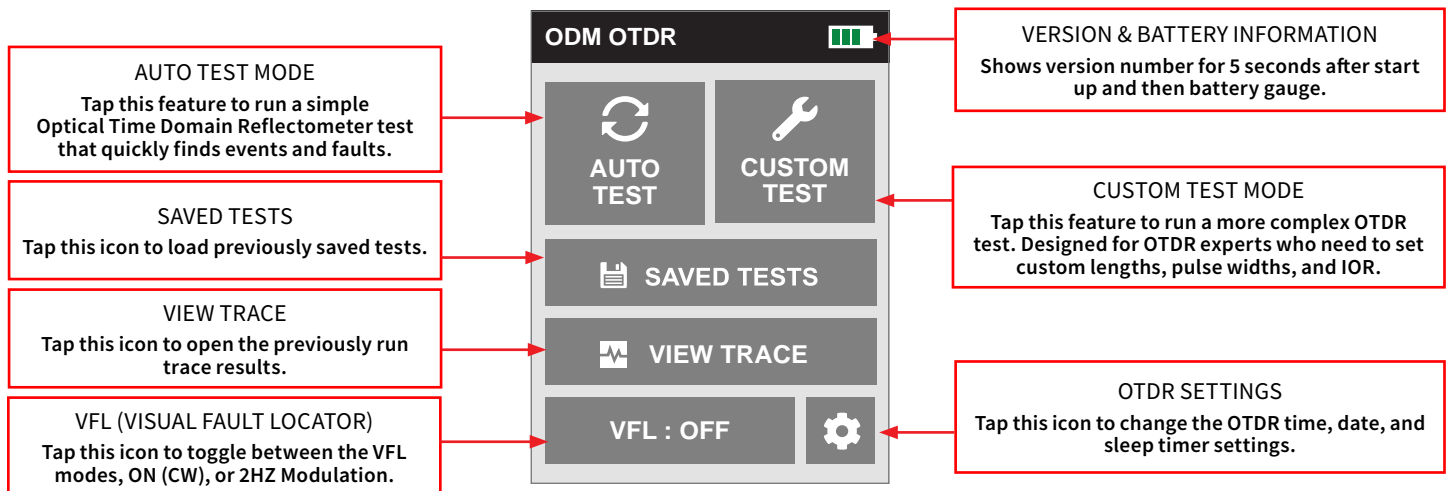 AUTO TEST MODE
Tap this feature to run a simple
Optical Time Domain Reflectometer test
that quickly finds events and faults.
SAVED TESTS
Tap this icon to load previously saved tests.
VIEW TRACE
Tap this icon to open the previously run
trace results.
VFL (VISUAL FAULT LOCATOR)
Tap this icon to toggle between the VFL
modes, ON (CW), or 2HZ Modulation.
ODM OTDR
AUTO
TEST
CUSTOM
TEST
SAVED TESTS
VIEW TRACE
VFL : OFF
VERSION & BATTERY INFORMATION
Shows version number for 5 seconds after start
up and then battery gauge.
CUSTOM TEST MODE
Tap this feature to run a more complex OTDR
test. Designed for OTDR experts who need to set
custom lengths, pulse widths, and IOR.
OTDR SETTINGS
Tap this icon to change the OTDR time, date, and
sleep timer settings.